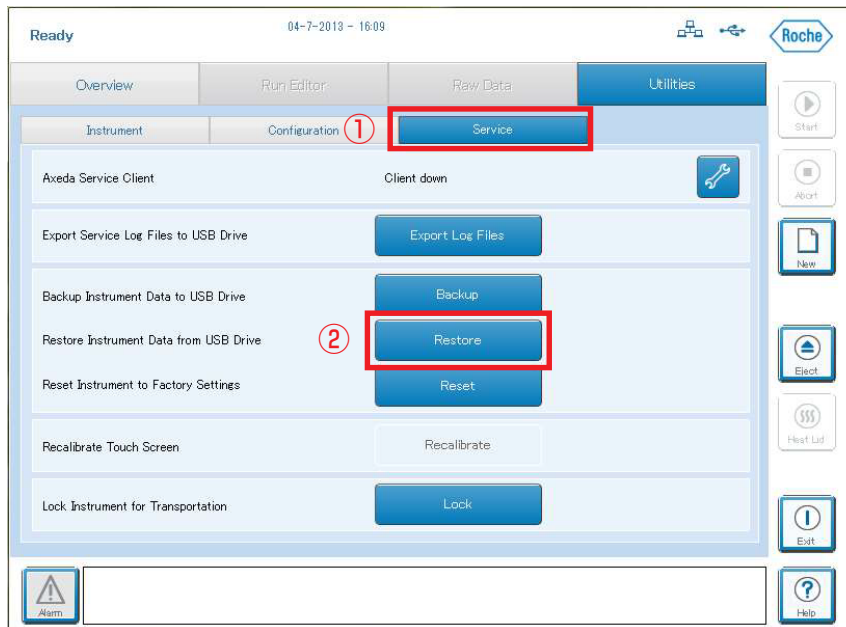 Ready
04-7-2013 - 16:09
Roche
Overview
Run Editor
Raw Data
Utilities
Instrument
Configuration
①
Service
Axeda Service Client
Client down
Export Service Log Files to USB Drive
Export Log Files
Backup Instrument Data to USB Drive
Backup
Restore Instrument Data from USB Drive
②
Restore
Reset Instrument to Factory Settings
Reset
Recalibrate Touch Screen
Recalibrate
Lock Instrument for Transportation
Lock
Start
Abort
New
Eject
Heat Lid
Exit
Alarm
Help